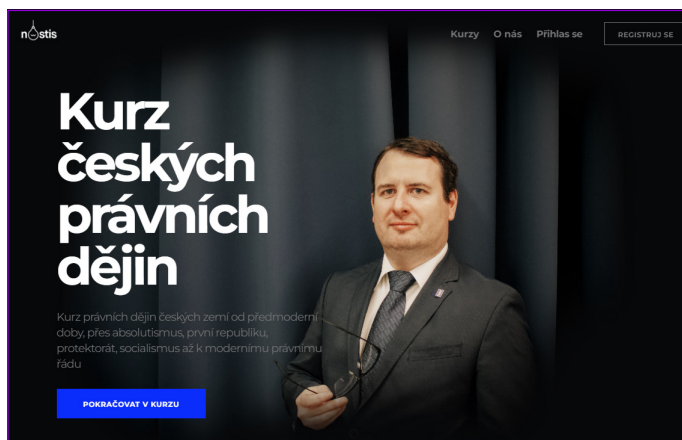 nostis
Kurzy O nás Přihlas se REGISTRUJ SE
Kurz
českých
právních
dějin
Kurz právních dějin českých zemí od předmoderní
doby, přes absolutismus, první republiku,
protektorát, socialismus až k modernímu právnímu
řádu
POKRAČOVAT V KURZU